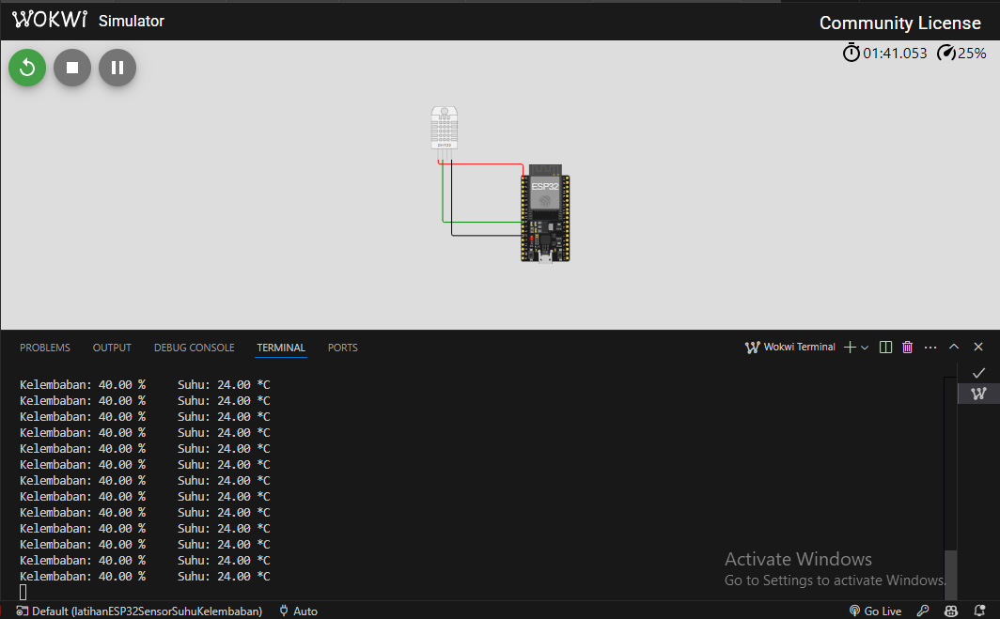 WOKWI Simulator
Community License
01:41.053 25%
DHT22
ESP32
PROBLEMS OUTPUT DEBUG CONSOLE TERMINAL PORTS
Wokwi Terminal
Kelembaban: 40.00 % Suhu: 24.00 *C
Kelembaban: 40.00 % Suhu: 24.00 *C
Kelembaban: 40.00 % Suhu: 24.00 *C
Kelembaban: 40.00 % Suhu: 24.00 *C
Kelembaban: 40.00 % Suhu: 24.00 *C
Kelembaban: 40.00 % Suhu: 24.00 *C
Kelembaban: 40.00 % Suhu: 24.00 *C
Kelembaban: 40.00 % Suhu: 24.00 *C
Kelembaban: 40.00 % Suhu: 24.00 *C
Kelembaban: 40.00 % Suhu: 24.00 *C
Kelembaban: 40.00 % Suhu: 24.00 *C
Kelembaban: 40.00 % Suhu: 24.00 *C
Kelembaban: 40.00 % Suhu: 24.00 *C
Activate Windows
Go to Settings to activate Windows.
Default (latihanESP32SensorSuhuKelembaban) Auto
Go Live